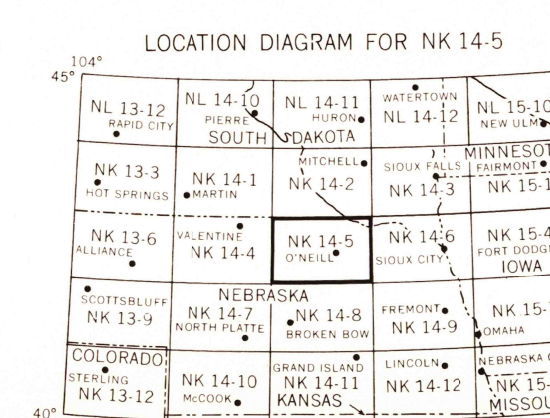 LOCATION DIAGRAM FOR NK 14-5
104°
45°
NL 13-12
RAPID CITY
NL 14-10
PIERRE
NL 14-11
HURON
WATERTOWN
NL 14-12
NL 15-10
NEW ULM
SOUTH DAKOTA
MINNESOT
NK 13-3
HOT SPRINGS
NK 14-1
MARTIN
MITCHELL
NK 14-2
SIOUX FALLS
NK 14-3
FAIRMONT
NK 15-1
NK 13-6
ALLIANCE
VALENTINE
NK 14-4
NK 14-5
O'NEILL
NK 14-6
SIOUX CITY
NK 15-4
FORT DODG
IOWA
NEBRASKA
SCOTTSBLUFF
NK 13-9
NK 14-7
NORTH PLATTE
NK 14-8
BROKEN BOW
FREMONT
NK 14-9
NK 15-
OMAHA
COLORADO
STERLING
NK 13-12
NK 14-10
McCOOK
GRAND ISLAND
NK 14-11
KANSAS
LINCOLN
NK 14-12
NEBRASKA C
NK 15-
MISSOU
40°